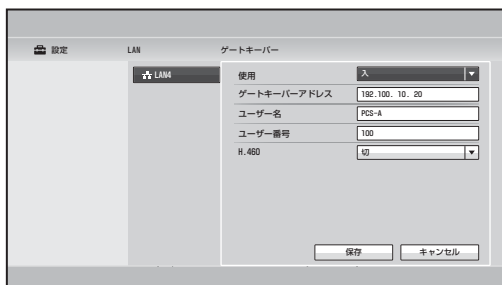 設定 LAN ゲートキーパー
LAN4
使用 入
ゲートキーパーアドレス 192.100. 10. 20
ユーザー名 PCS-A
ユーザー番号 100
H.460 切
保存 キャンセル